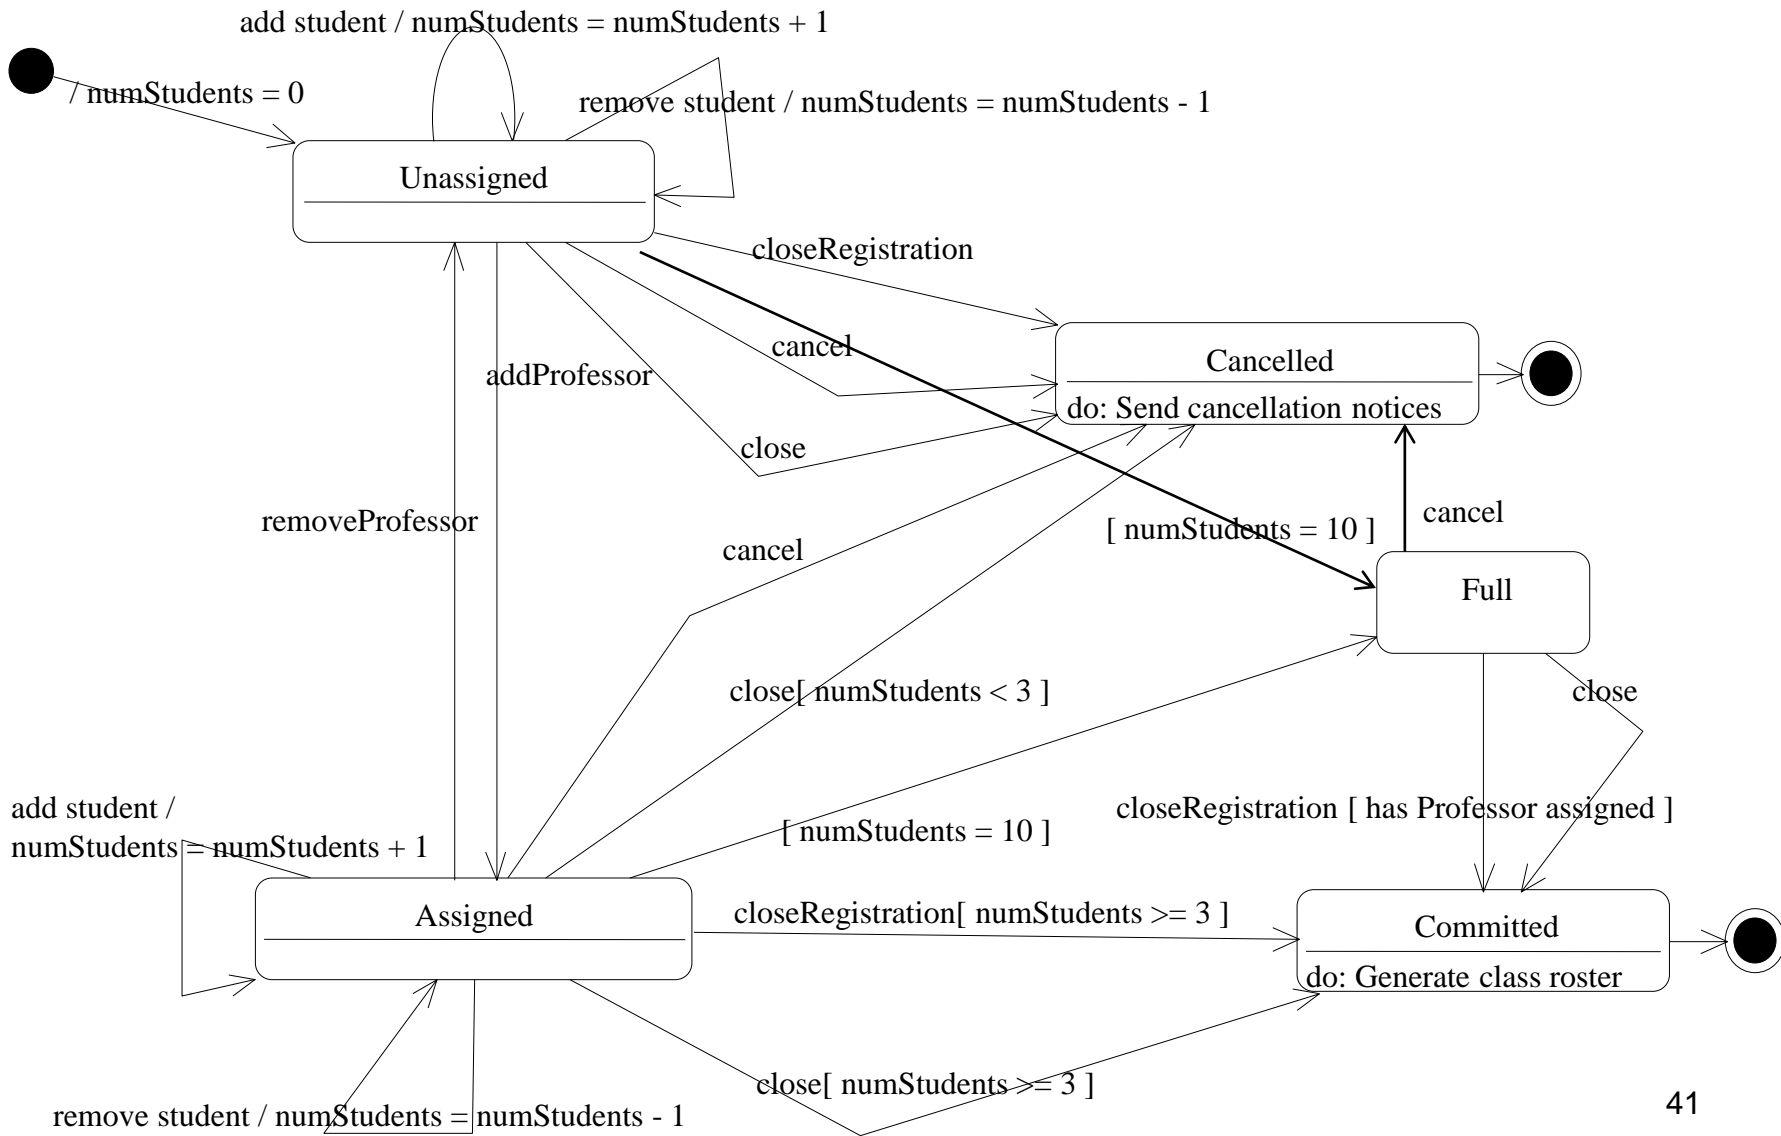 add student / numStudents = numStudents + 1
/ numStudents = 0
remove student / numStudents = numStudents - 1
Unassigned
closeRegistration
cancel
Cancelled
addProfessor
do: Send cancellation notices
close
removeProfessor
cancel
[ numStudents = 10 ]
cancel
Full
close[ numStudents < 3 ]
close
add student /
numStudents = numStudents + 1
[ numStudents = 10 ]
closeRegistration [ has Professor assigned ]
Assigned
closeRegistration[ numStudents >= 3 ]
Committed
do: Generate class roster
close[ numStudents >= 3 ]
remove student / numStudents = numStudents - 1
41